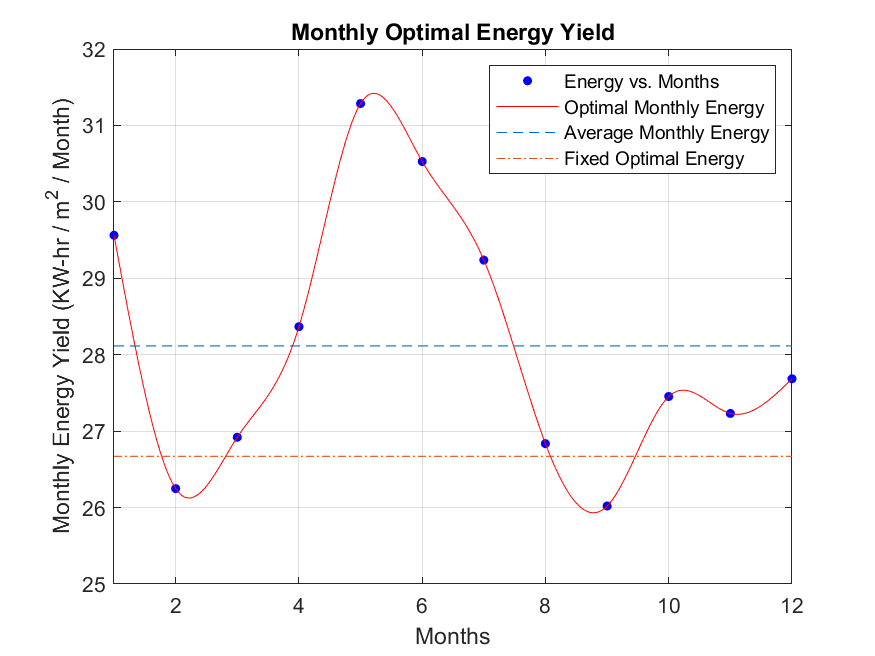 Monthly Optimal Energy Yield
Monthly Energy Yield (KW-hr / m² / Month)
32
31
30
29
28
27
26
25
Energy vs. Months
Optimal Monthly Energy
Average Monthly Energy
Fixed Optimal Energy
2 4 6 8 10 12
Months